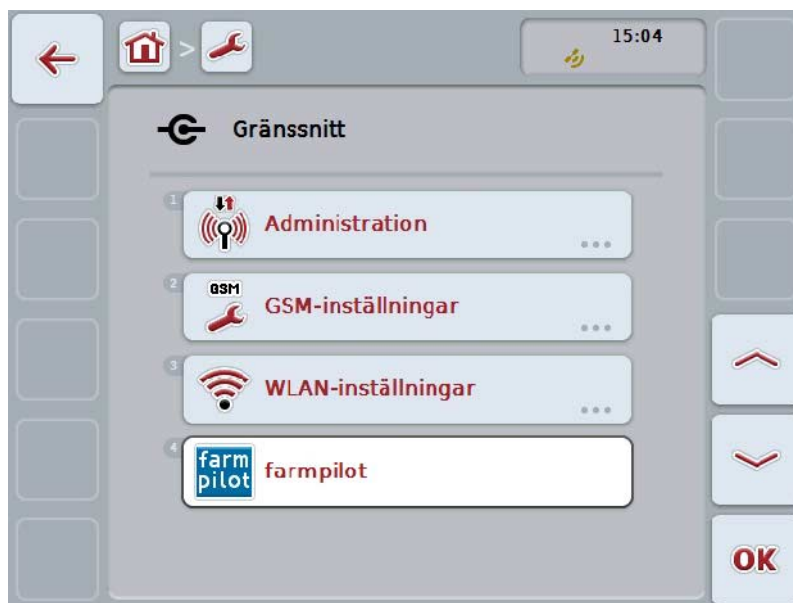 15:04
>
Gränssnitt
1
Administration
2
GSM
GSM-inställningar
3
WLAN-inställningar
4
farm
pilot
farmpilot
OK